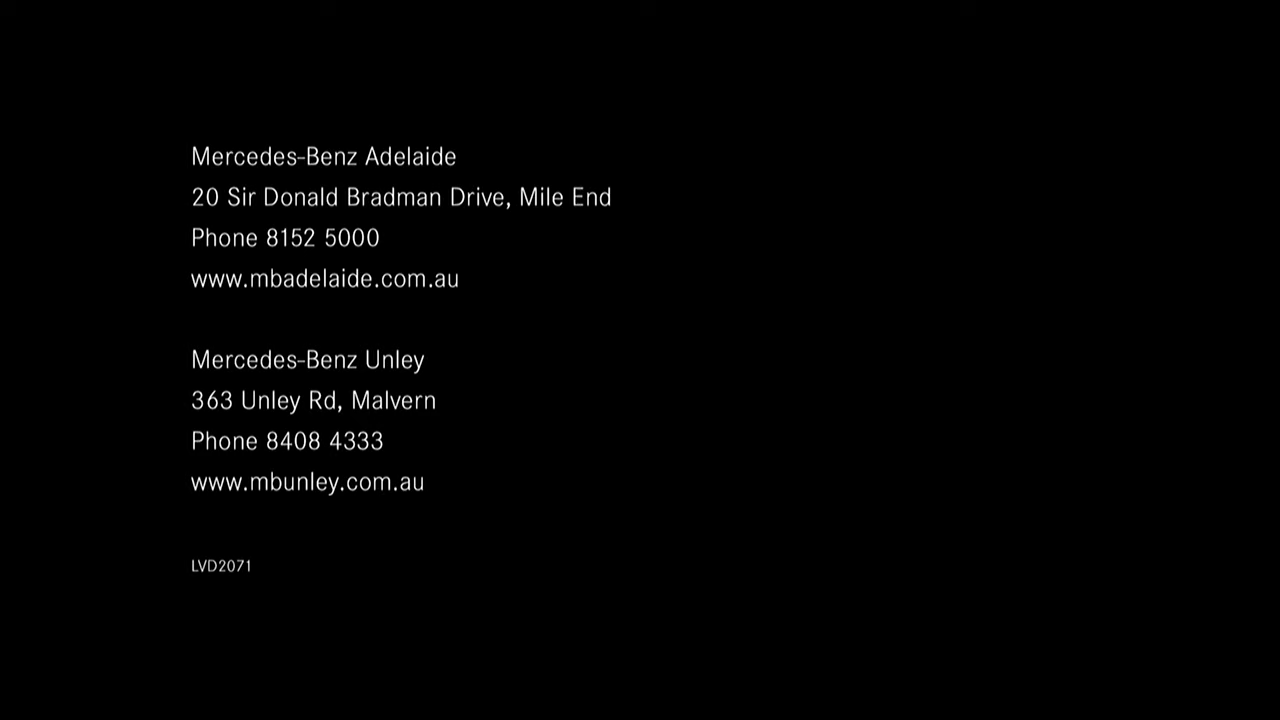 Mercedes-Benz Adelaide
20 Sir Donald Bradman Drive, Mile End
Phone 8152 5000
www.mbadelaide.com.au
Mercedes-Benz Unley
363 Unley Rd, Malvern
Phone 8408 4333
www.mbunley.com.au
LVD2071